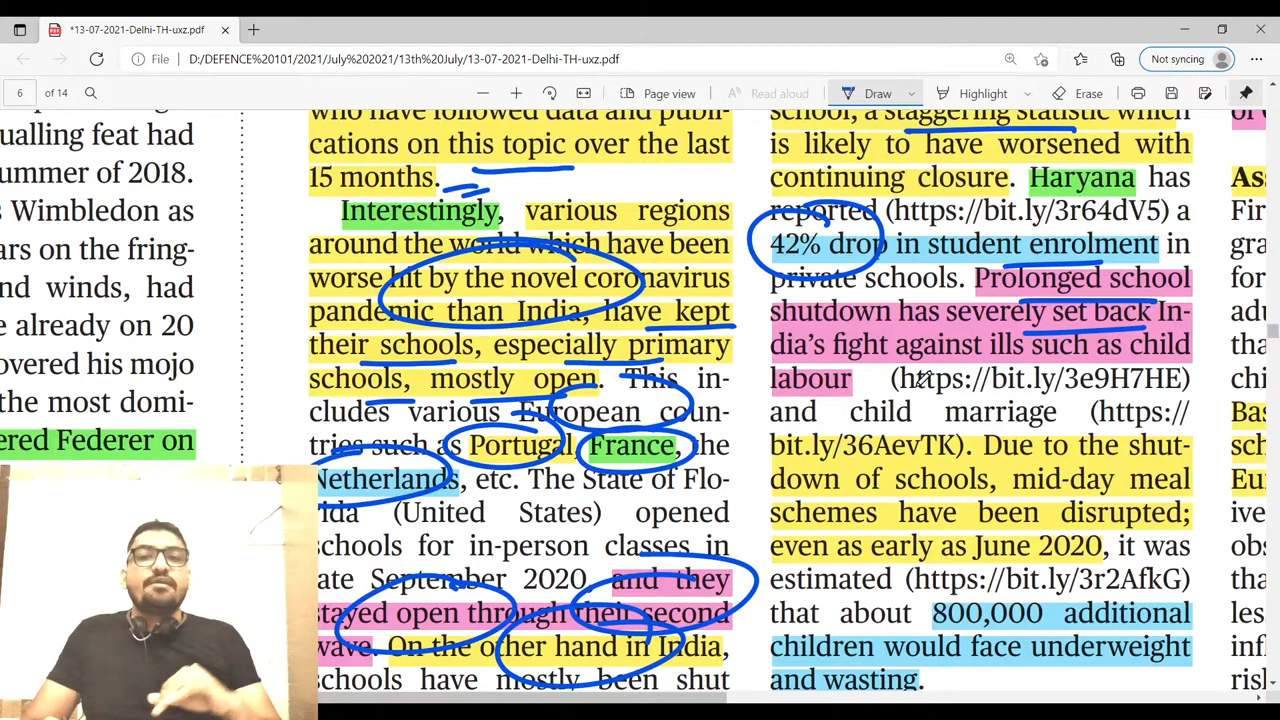 *13-07-2021-Delhi-TH-uxz.pdf
File D:/DEFENCE%20101/2021/July%202021/13th%20July/13-07-2021-Delhi-TH-uxz.pdf
Not syncing
6 of 14
Page view
Read aloud
Draw
Highlight
Erase
qualling feat had
ummer of 2018.
s Wimbledon as
ars on the fring-
nd winds, had
e already on 20
covered his mojo
the most domi-
ered Federer on
who have followed data and publi-
cations on this topic over the last
15 months.
Interestingly, various regions
around the world which have been
worse hit by the novel coronavirus
pandemic than India, have kept
their schools, especially primary
schools, mostly open. This in-
cludes various European coun-
tries such as Portugal, France, the
Netherlands, etc. The State of Flo-
rida (United States) opened
schools for in-person classes in
late September 2020, and they
stayed open through their second
wave. On the other hand in India,
schools have mostly been shut
school, a staggering statistic which
is likely to have worsened with
continuing closure. Haryana has
reported (https://bit.ly/3r64dV5) a
42% drop in student enrolment in
private schools. Prolonged school
shutdown has severely set back In-
dia's fight against ills such as child
labour (https://bit.ly/3e9H7HE)
and child marriage (https://
bit.ly/36AevTK). Due to the shut-
down of schools, mid-day meal
schemes have been disrupted;
even as early as June 2020, it was
estimated (https://bit.ly/3r2AfkG)
that about 800,000 additional
children would face underweight
and wasting.